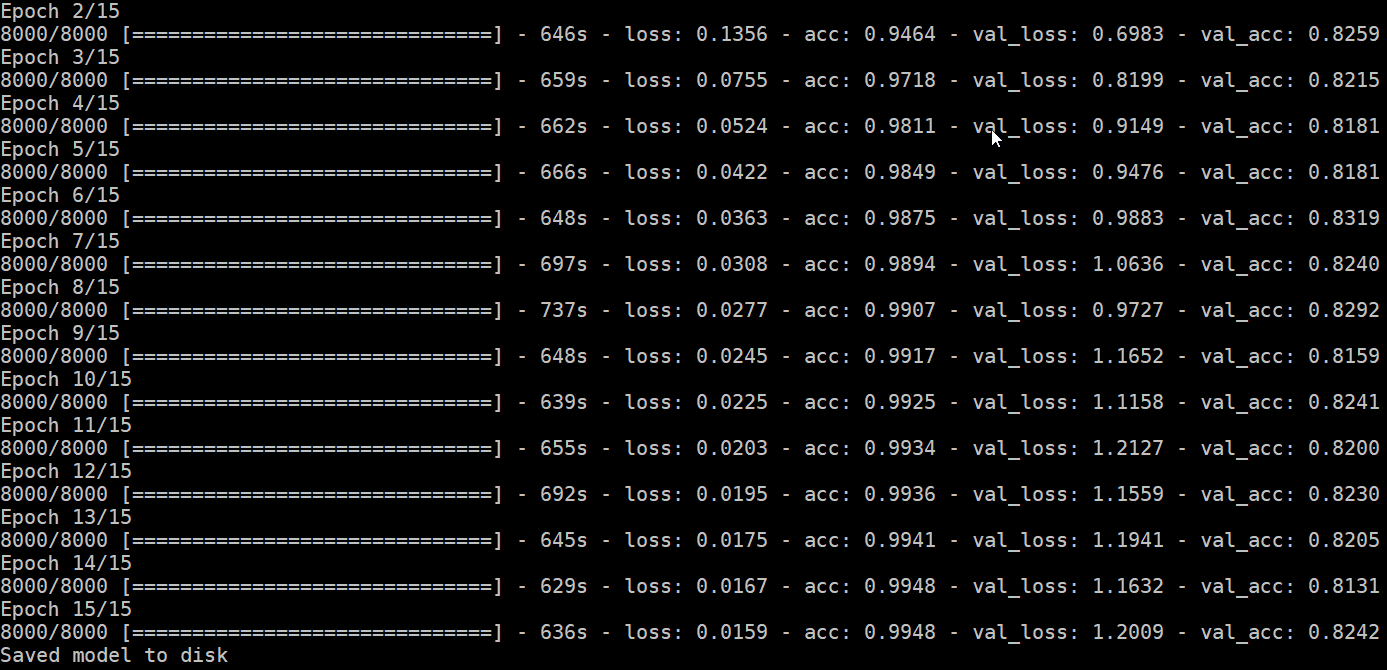 Epoch 2/15
8000/8000 [==============================] - 646s - loss: 0.1356 - acc: 0.9464 - val_loss: 0.6983 - val_acc: 0.8259
Epoch 3/15
8000/8000 [==============================] - 659s - loss: 0.0755 - acc: 0.9718 - val_loss: 0.8199 - val_acc: 0.8215
Epoch 4/15
8000/8000 [==============================] - 662s - loss: 0.0524 - acc: 0.9811 - val_loss: 0.9149 - val_acc: 0.8181
Epoch 5/15
8000/8000 [==============================] - 666s - loss: 0.0422 - acc: 0.9849 - val_loss: 0.9476 - val_acc: 0.8181
Epoch 6/15
8000/8000 [==============================] - 648s - loss: 0.0363 - acc: 0.9875 - val_loss: 0.9883 - val_acc: 0.8319
Epoch 7/15
8000/8000 [==============================] - 697s - loss: 0.0308 - acc: 0.9894 - val_loss: 1.0636 - val_acc: 0.8240
Epoch 8/15
8000/8000 [==============================] - 737s - loss: 0.0277 - acc: 0.9907 - val_loss: 0.9727 - val_acc: 0.8292
Epoch 9/15
8000/8000 [==============================] - 648s - loss: 0.0245 - acc: 0.9917 - val_loss: 1.1652 - val_acc: 0.8159
Epoch 10/15
8000/8000 [==============================] - 639s - loss: 0.0225 - acc: 0.9925 - val_loss: 1.1158 - val_acc: 0.8241
Epoch 11/15
8000/8000 [==============================] - 655s - loss: 0.0203 - acc: 0.9934 - val_loss: 1.2127 - val_acc: 0.8200
Epoch 12/15
8000/8000 [==============================] - 692s - loss: 0.0195 - acc: 0.9936 - val_loss: 1.1559 - val_acc: 0.8230
Epoch 13/15
8000/8000 [==============================] - 645s - loss: 0.0175 - acc: 0.9941 - val_loss: 1.1941 - val_acc: 0.8205
Epoch 14/15
8000/8000 [==============================] - 629s - loss: 0.0167 - acc: 0.9948 - val_loss: 1.1632 - val_acc: 0.8131
Epoch 15/15
8000/8000 [==============================] - 636s - loss: 0.0159 - acc: 0.9948 - val_loss: 1.2009 - val_acc: 0.8242
Saved model to disk